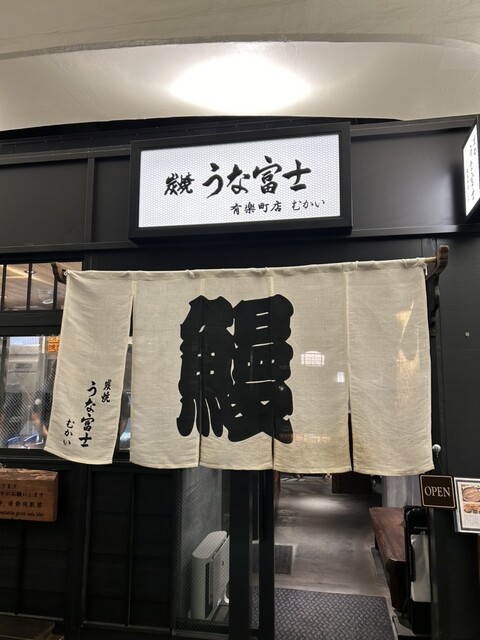 炭焼 うな富士
有楽町店 むかい
鰻
炭焼
うな富士
むかい
OPEN